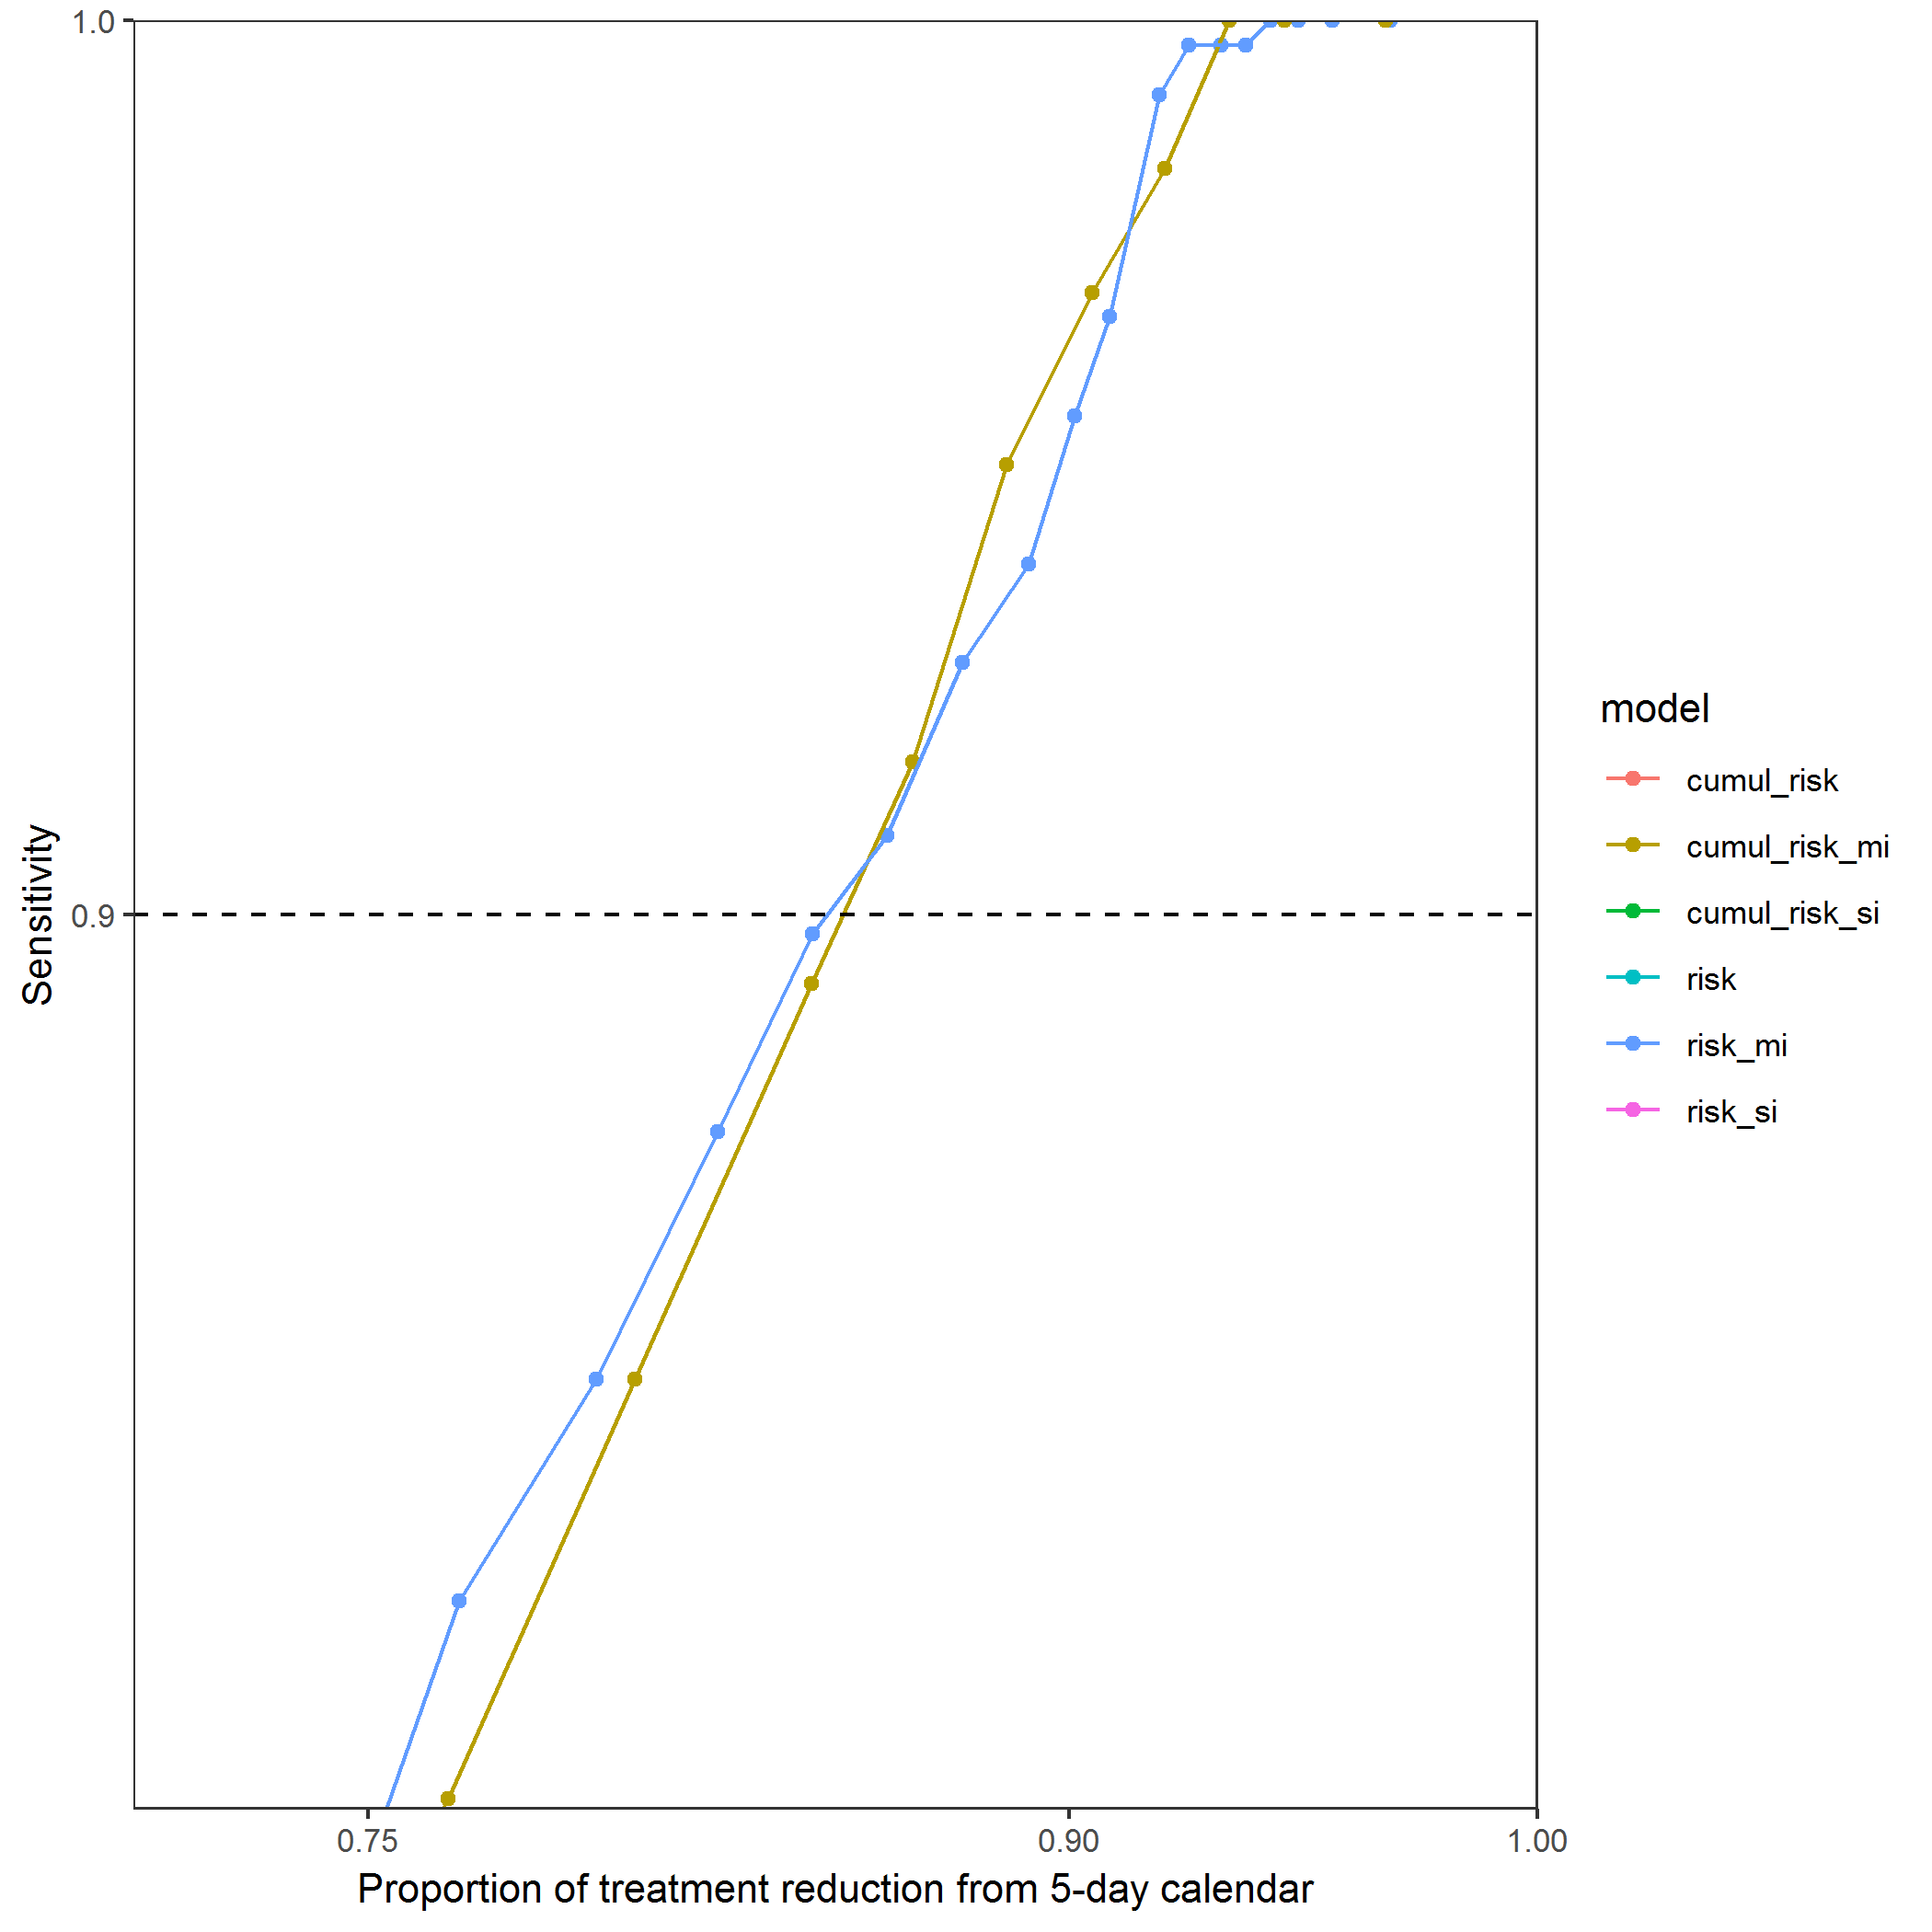 1.0
0.9
Sensitivity
0.75
0.90
1.00
Proportion of treatment reduction from 5-day calendar
model
cumul_risk
cumul_risk_mi
cumul_risk_si
risk
risk_mi
risk_si